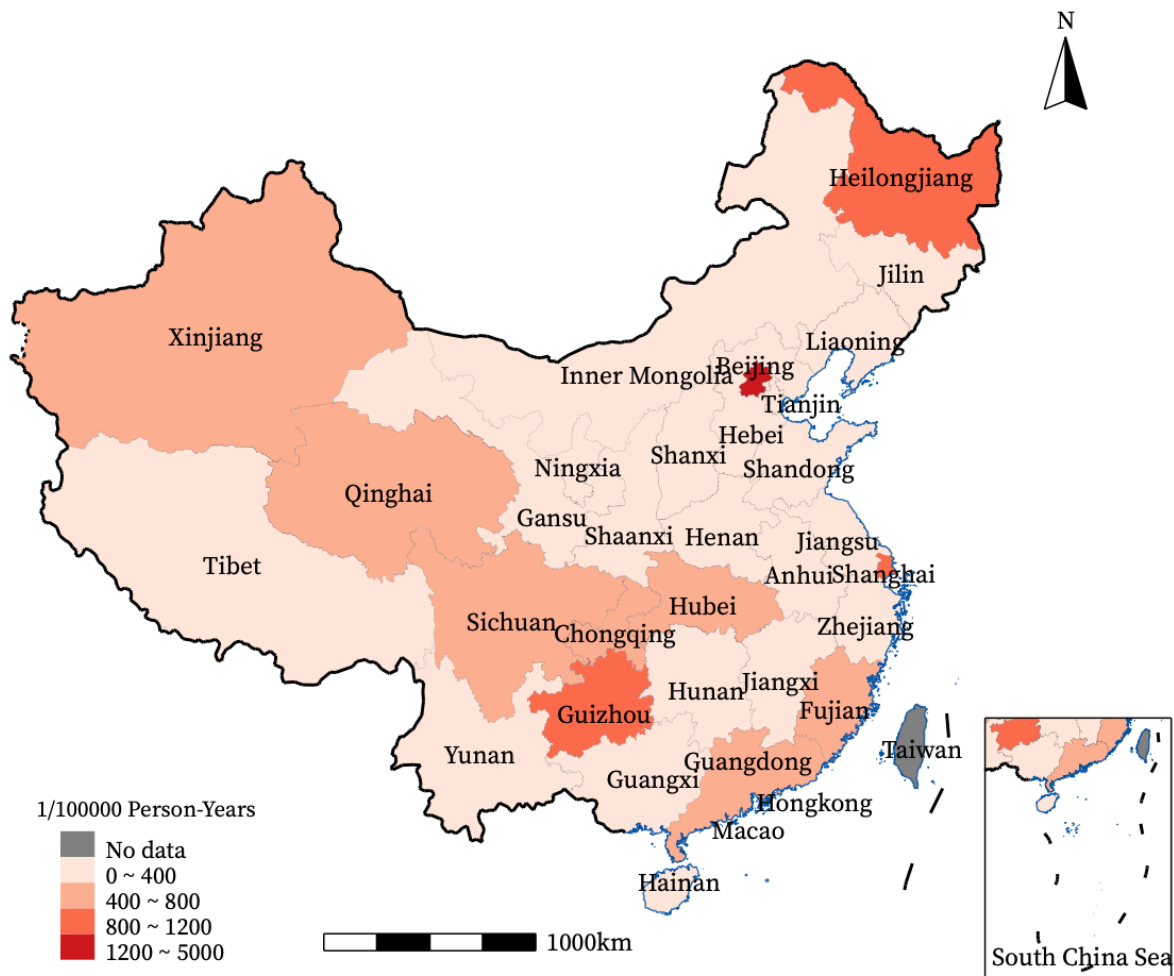 N
Heilongjiang
Jilin
Xinjiang
Liaoning
Beijing
Inner Mongolia
Tianjin
Hebei
Shanxi
Ningxia
Shandong
Qinghai
Gansu
Shaanxi
Henan
Jiangsu
Tibet
Anhui
Shanghai
Hubei
Sichuan
Chongqing
Zhejiang
Hunan
Jiangxi
Guizhou
Fujian
Taiwan
Yunan
Guangdong
Guangxi
Hongkong
Macao
Hainan
1/100000 Person-Years
No data
0 ~ 400
400 ~ 800
800 ~ 1200
1200 ~ 5000
1000km
South China Sea